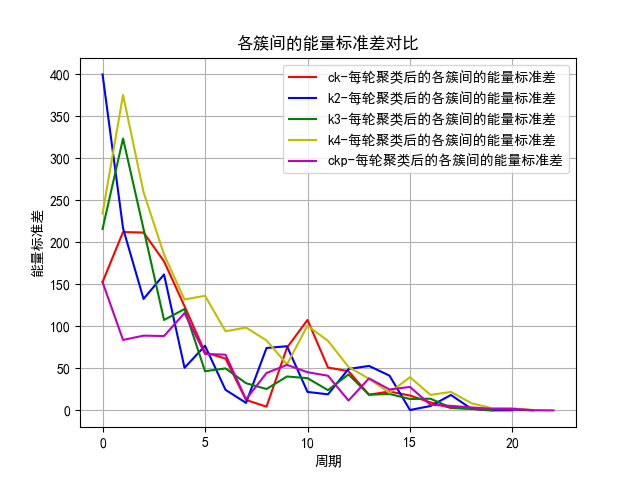 各簇间的能量标准差对比
ck-每轮聚类后的各簇间的能量标准差
k2-每轮聚类后的各簇间的能量标准差
k3-每轮聚类后的各簇间的能量标准差
k4-每轮聚类后的各簇间的能量标准差
ckp-每轮聚类后的各簇间的能量标准差
能量标准差
400
350
300
250
200
150
100
50
0
0 5 10 15 20
周期